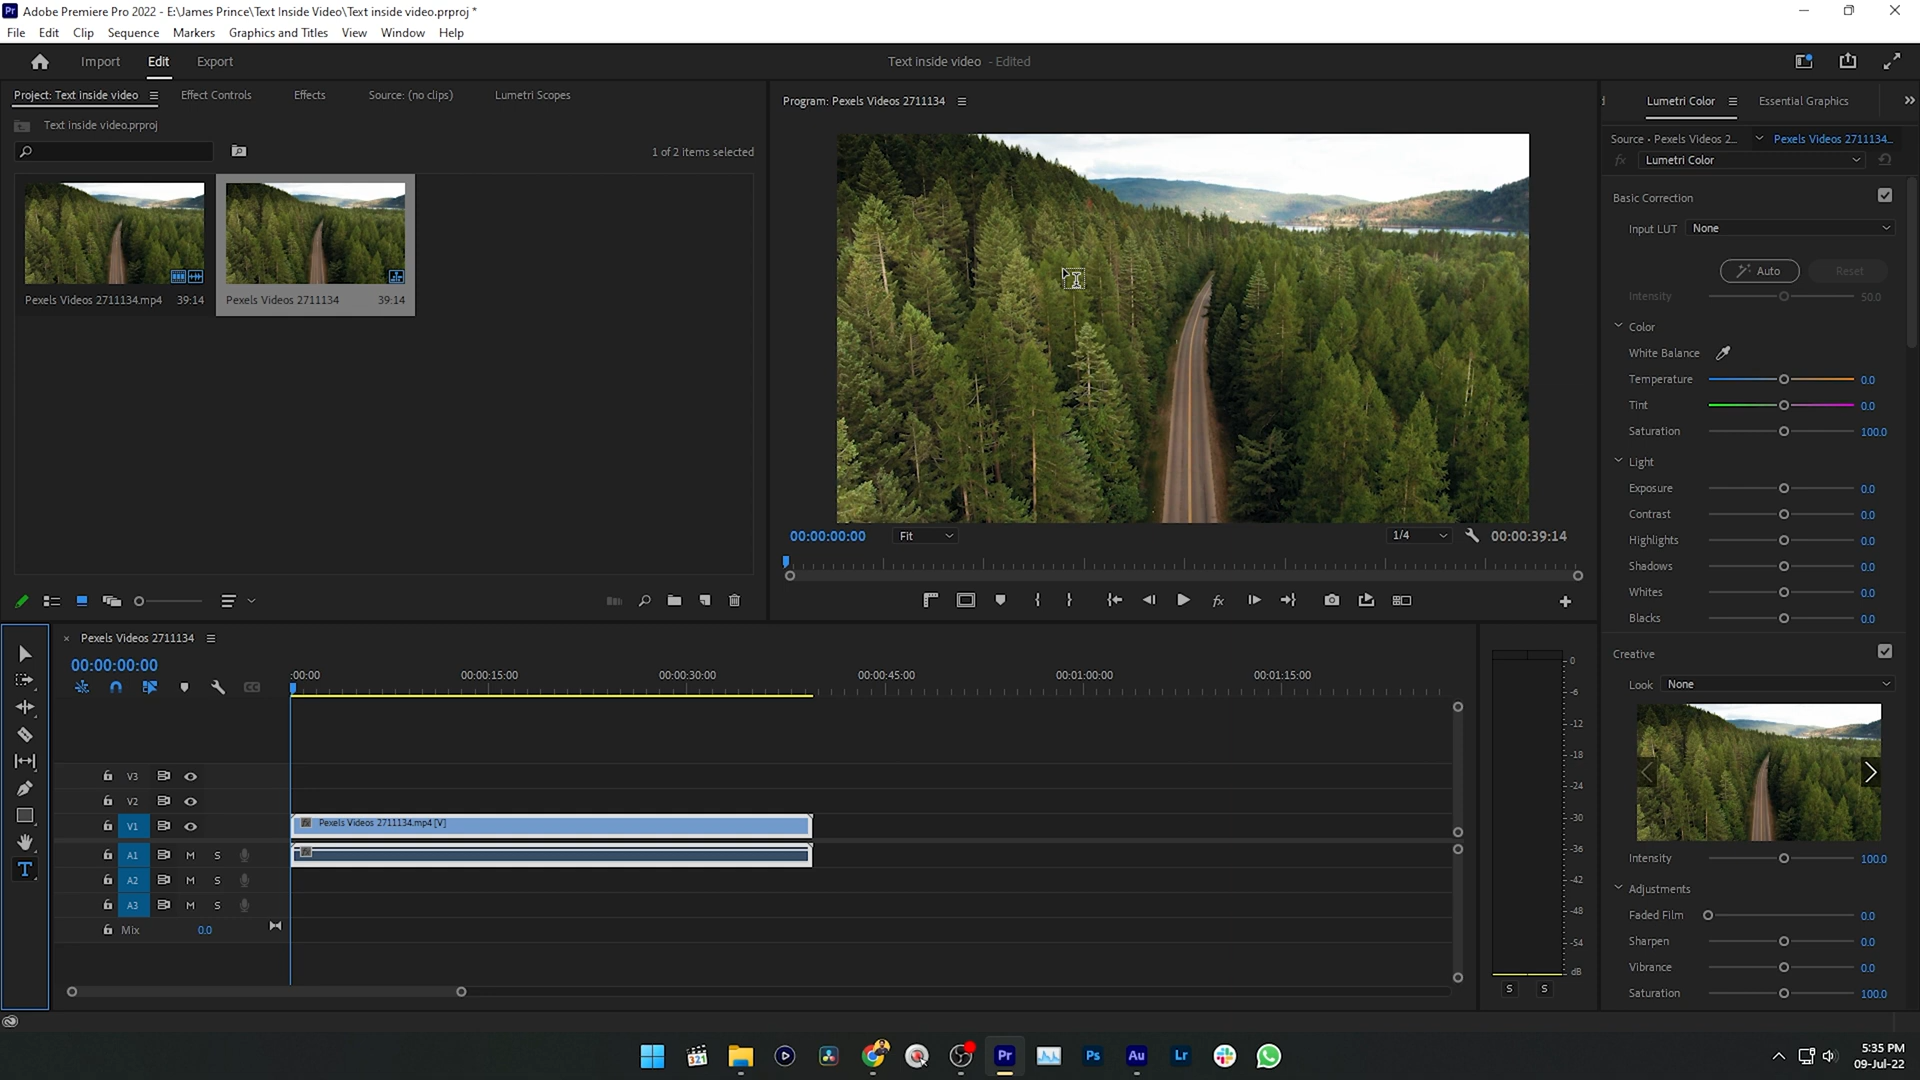 Adobe Premiere Pro 2022 - E:\James Prince\Text Inside Video\Text inside video.prproj *
File Edit Clip Sequence Markers Graphics and Titles View Window Help
Import Edit Export
Text inside video - Edited
Project: Text inside video Effect Controls Effects Source: (no clips) Lumetri Scopes
Text inside video.prproj
1 of 2 items selected
Pexels Videos 2711134.mp4 39:14
Pexels Videos 2711134 39:14
Program: Pexels Videos 2711134
00:00:00:00 Fit 1/4 00:00:39:14
Lumetri Color Essential Graphics
Source • Pexels Videos 2... Pexels Videos 2711134...
fx Lumetri Color
Basic Correction
Input LUT None
Auto Reset
Intensity 50.0
Color
White Balance
Temperature 0.0
Tint 0.0
Saturation 100.0
Light
Exposure 0.0
Contrast 0.0
Highlights 0.0
Shadows 0.0
Whites 0.0
Blacks 0.0
Creative
Look None
Intensity 100.0
Adjustments
Faded Film 0.0
Sharpen 0.0
Vibrance 0.0
Saturation 100.0
× Pexels Videos 2711134
00:00:00:00
:00:00 00:00:15:00 00:00:30:00 00:00:45:00 00:01:00:00 00:01:15:00
V3
V2
V1 Pexels Videos 2711134.mp4 [V]
A1 M S
A2 M S
A3 M S
Mix 0.0
0
-6
-12
-18
-24
-30
-36
-42
-48
-54
dB
S S
Pr Ps Au Lr
5:35 PM
09-Jul-22